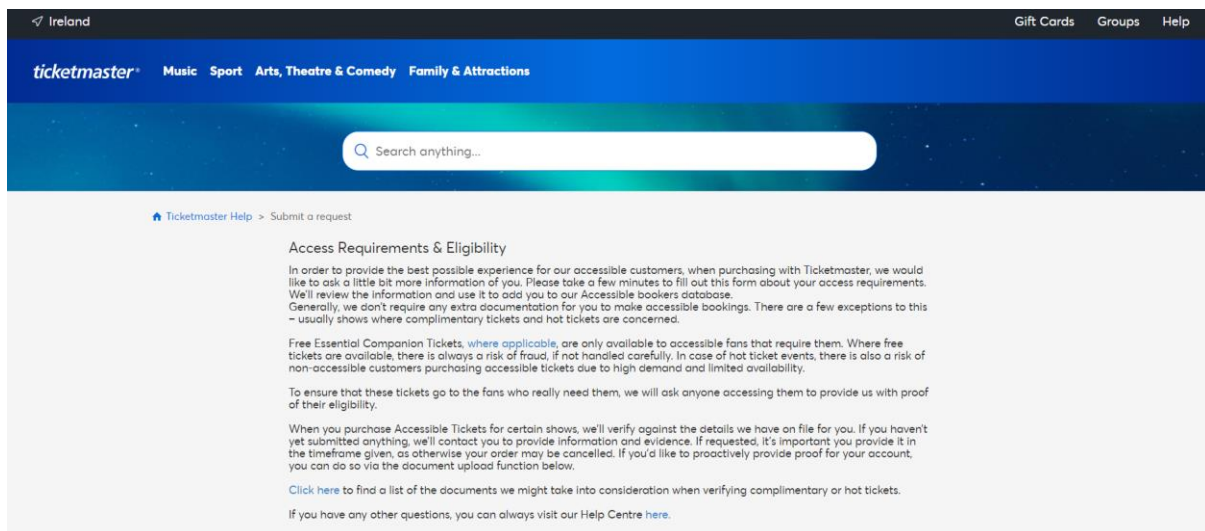 Ireland
Gift Cards Groups Help
ticketmaster® Music Sport Arts, Theatre & Comedy Family & Attractions
Search anything...
Ticketmaster Help > Submit a request
Access Requirements & Eligibility
In order to provide the best possible experience for our accessible customers, when purchasing with Ticketmaster, we would
like to ask a little bit more information of you. Please take a few minutes to fill out this form about your access requirements.
We'll review the information and use it to add you to our Accessible bookers database.
Generally, we don't require any extra documentation for you to make accessible bookings. There are a few exceptions to this
– usually shows where complimentary tickets and hot tickets are concerned.
Free Essential Companion Tickets, where applicable, are only available to accessible fans that require them. Where free
tickets are available, there is always a risk of fraud, if not handled carefully. In case of hot ticket events, there is also a risk of
non-accessible customers purchasing accessible tickets due to high demand and limited availability.
To ensure that these tickets go to the fans who really need them, we will ask anyone accessing them to provide us with proof
of their eligibility.
When you purchase Accessible Tickets for certain shows, we'll verify against the details we have on file for you. If you haven't
yet submitted anything, we'll contact you to provide information and evidence. If requested, it's important you provide it in
the timeframe given, as otherwise your order may be cancelled. If you'd like to proactively provide proof for your account,
you can do so via the document upload function below.
Click here to find a list of the documents we might take into consideration when verifying complimentary or hot tickets.
If you have any other questions, you can always visit our Help Centre here.